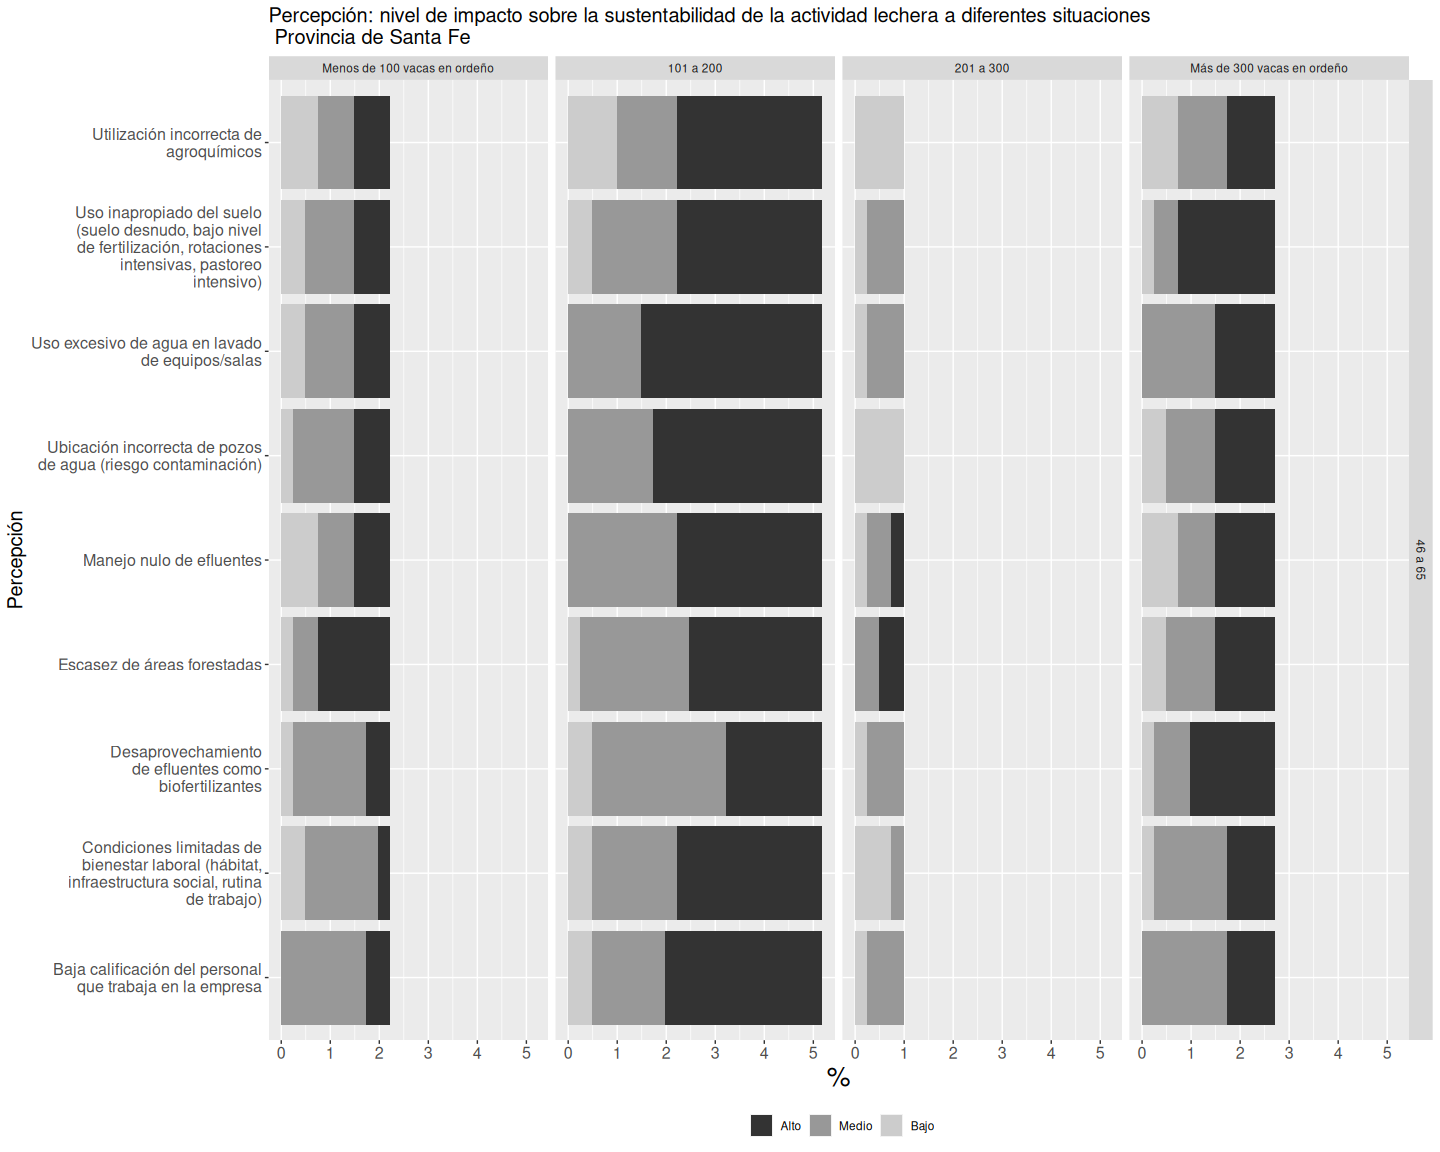 Percepción: nivel de impacto sobre la sustentabilidad de la actividad lechera a diferentes situaciones
Provincia de Santa Fe
Menos de 100 vacas en ordeño
101 a 200
201 a 300
Más de 300 vacas en ordeño
Utilización incorrecta de
agroquímicos
Uso inapropiado del suelo
(suelo desnudo, bajo nivel
de fertilización, rotaciones
intensivas, pastoreo
intensivo)
Uso excesivo de agua en lavado
de equipos/salas
Ubicación incorrecta de pozos
de agua (riesgo contaminación)
Manejo nulo de efluentes
Escasez de áreas forestadas
Desaprovechamiento
de efluentes como
biofertilizantes
Condiciones limitadas de
bienestar laboral (hábitat,
infraestructura social, rutina
de trabajo)
Baja calificación del personal
que trabaja en la empresa
Percepción
46 a 65
0 1 2 3 4 5
0 1 2 3 4 5
0 1 2 3 4 5
0 1 2 3 4 5
%
Alto Medio Bajo